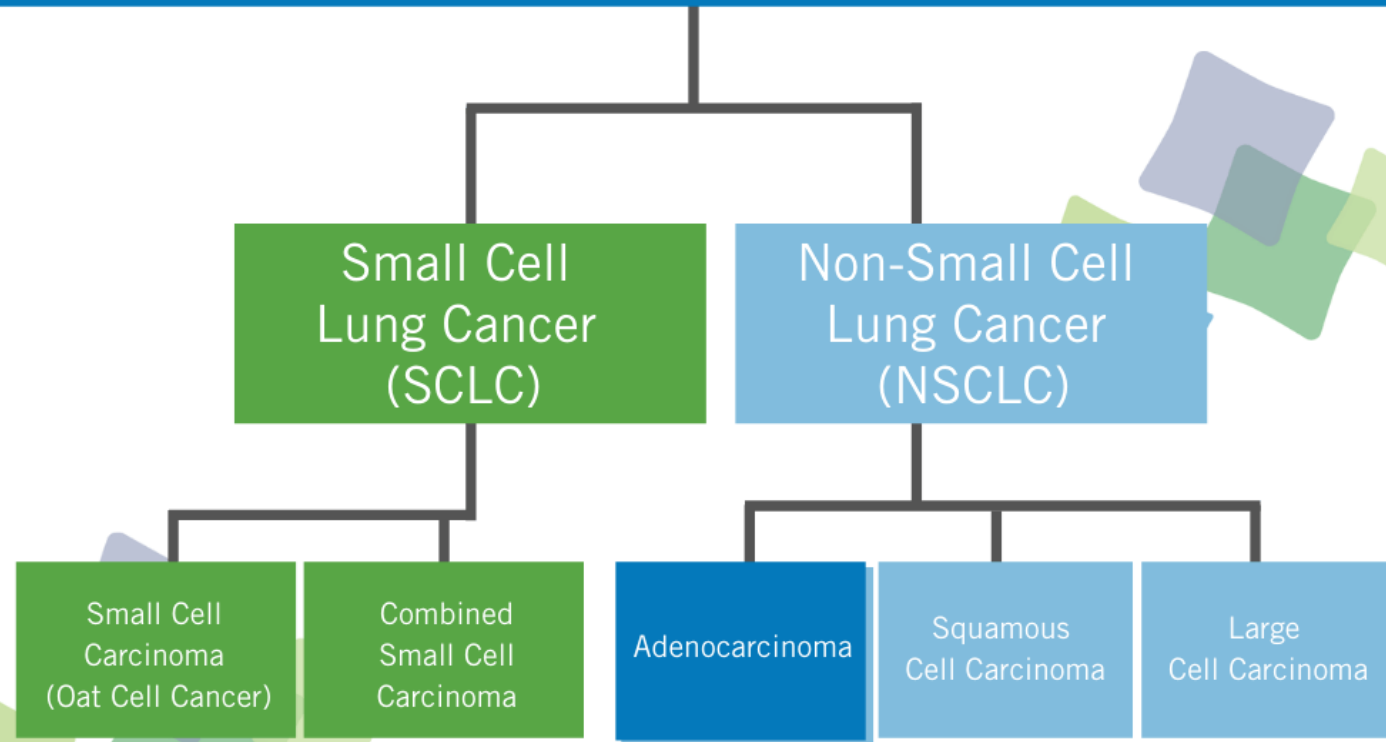 Small Cell
Lung Cancer
(SCLC)
Non-Small Cell
Lung Cancer
(NSCLC)
Small Cell
Carcinoma
(Oat Cell Cancer)
Combined
Small Cell
Carcinoma
Adenocarcinoma
Squamous
Cell Carcinoma
Large
Cell Carcinoma